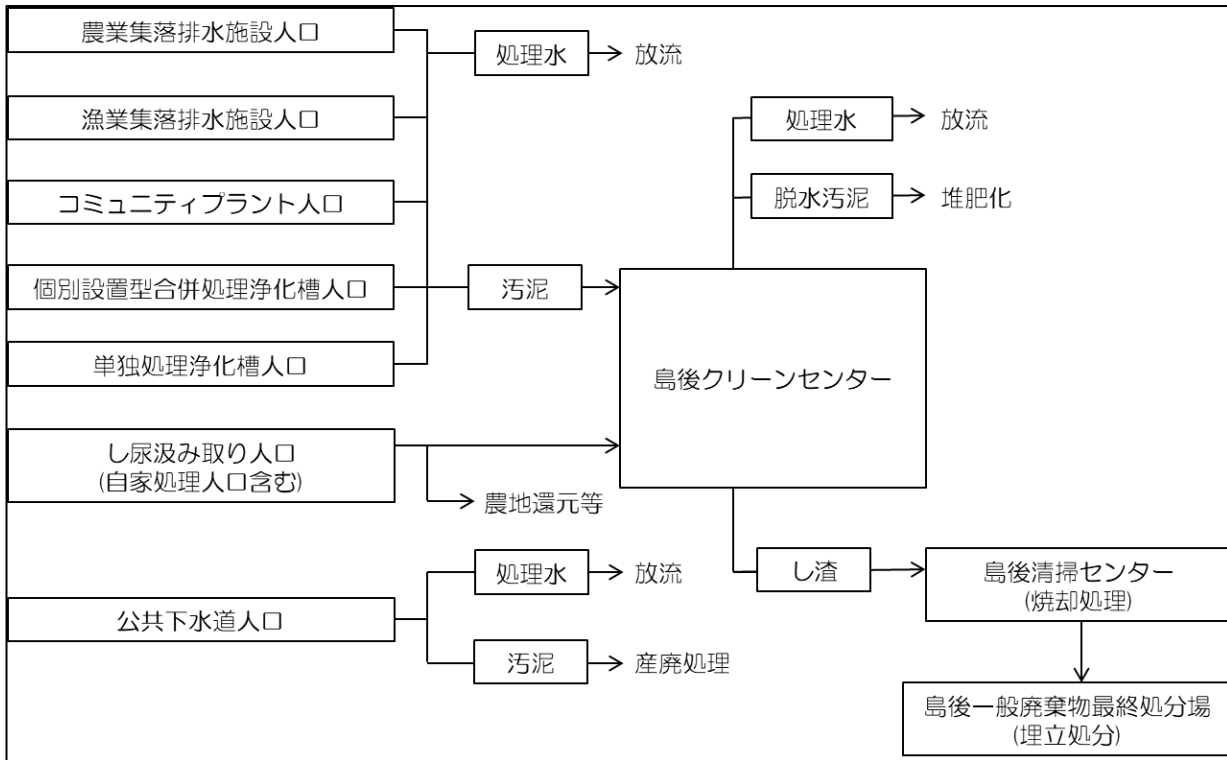 農業集落排水施設人口
処理水
放流
漁業集落排水施設人口
処理水
放流
コミュニティプラント人口
脱水汚泥
堆肥化
個別設置型合併処理浄化槽人口
汚泥
単独処理浄化槽人口
島後クリーンセンター
し尿汲み取り人口
(自家処理人口含む)
農地還元等
処理水
放流
し渣
島後清掃センター
(焼却処理)
公共下水道人口
汚泥
産廃処理
島後一般廃棄物最終処分場
(埋立処分)